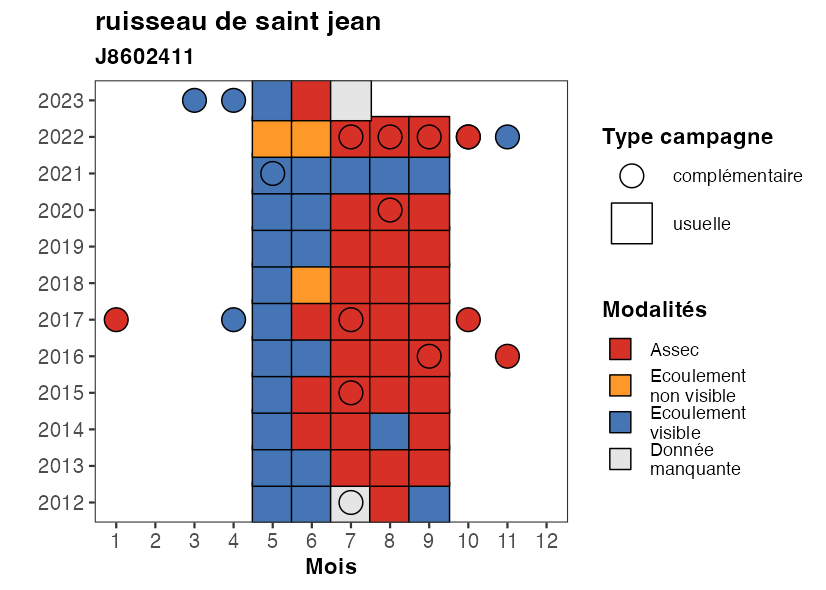 ruisseau de saint jean
J8602411
2023
2022
2021
2020
2019
2018
2017
2016
2015
2014
2013
2012
1 2 3 4 5 6 7 8 9 10 11 12
Mois
Type campagne
complémentaire
usuelle
Modalités
Assec
Ecoulement
non visible
Ecoulement
visible
Donnée
manquante